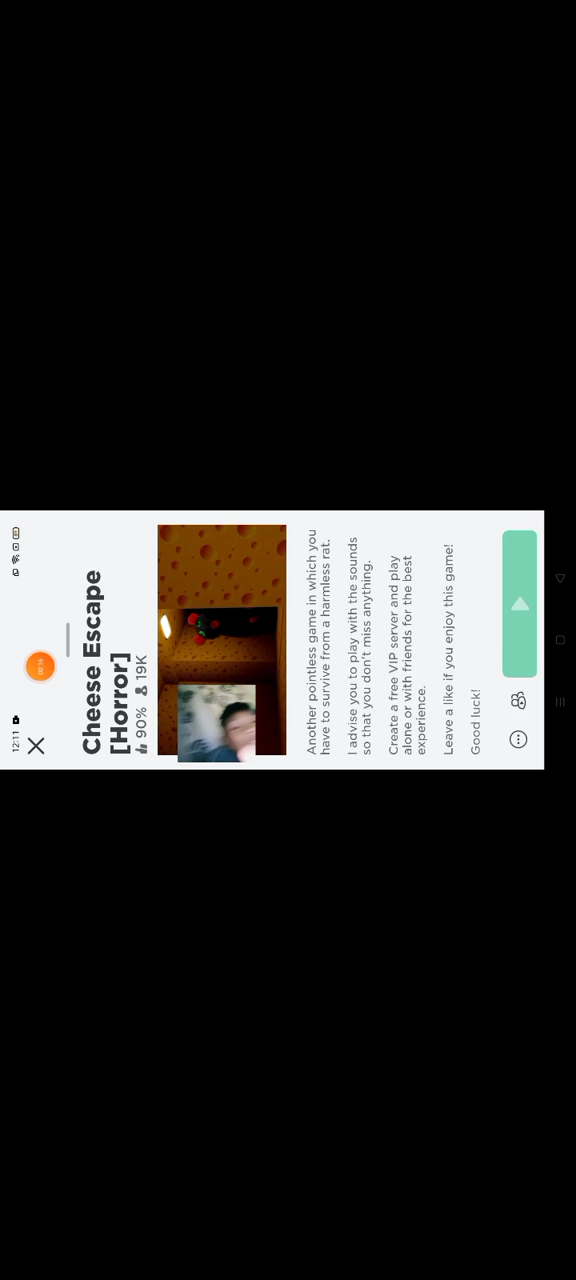 12:11
Cheese Escape
[Horror]
90% 19K
Another pointless game in which you
have to survive from a harmless rat.
I advise you to play with the sounds
so that you don't miss anything.
Create a free VIP server and play
alone or with friends for the best
experience.
Leave a like if you enjoy this game!
Good luck!